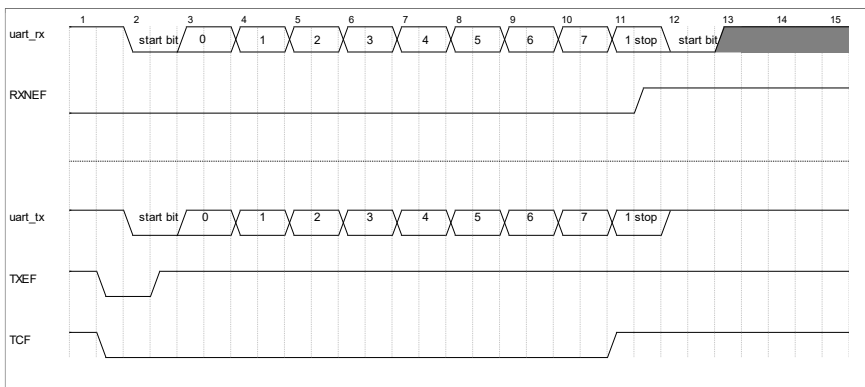 1 2 3 4 5 6 7 8 9 10 11 12 13 14 15
uart_rx start bit 0 1 2 3 4 5 6 7 1 stop start bit
RXNEF
uart_tx start bit 0 1 2 3 4 5 6 7 1 stop
TXEF
TCF